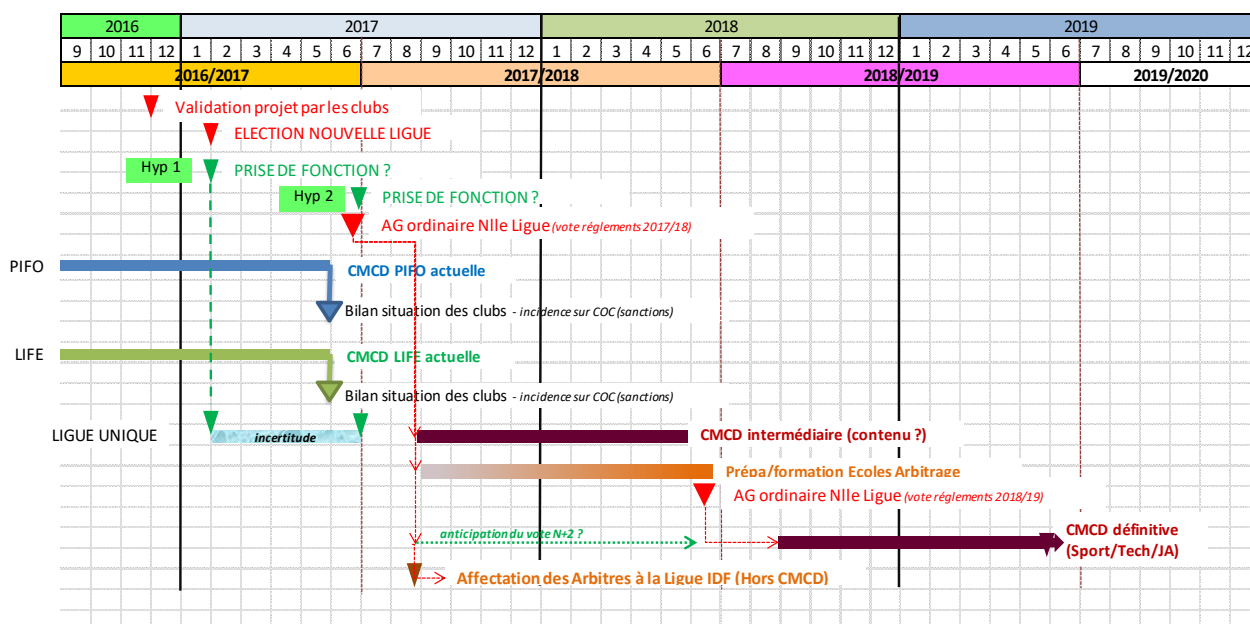 2016 2017 2018 2019
9 10 11 12 1 2 3 4 5 6 7 8 9 10 11 12 1 2 3 4 5 6 7 8 9 10 11 12 1 2 3 4 5 6 7 8 9 10 11 12
2016/2017 2017/2018 2018/2019 2019/2020
Validation projet par les clubs
ELECTION NOUVELLE LIGUE
Hyp 1 PRISE DE FONCTION ?
Hyp 2 PRISE DE FONCTION ?
AG ordinaire Nlle Ligue (vote réglements 2017/18)
PIFO CMCD PIFO actuelle
Bilan situation des clubs - incidence sur COC (sanctions)
LIFE CMCD LIFE actuelle
Bilan situation des clubs - incidence sur COC (sanctions)
LIGUE UNIQUE incertitude CMCD intermédiaire (contenu ?)
Prépa/formation Ecoles Arbitrage
AG ordinaire Nlle Ligue (vote réglements 2018/19)
anticipation du vote N+2 ?
CMCD définitive
(Sport/Tech/JA)
Affectation des Arbitres à la Ligue IDF (Hors CMCD)